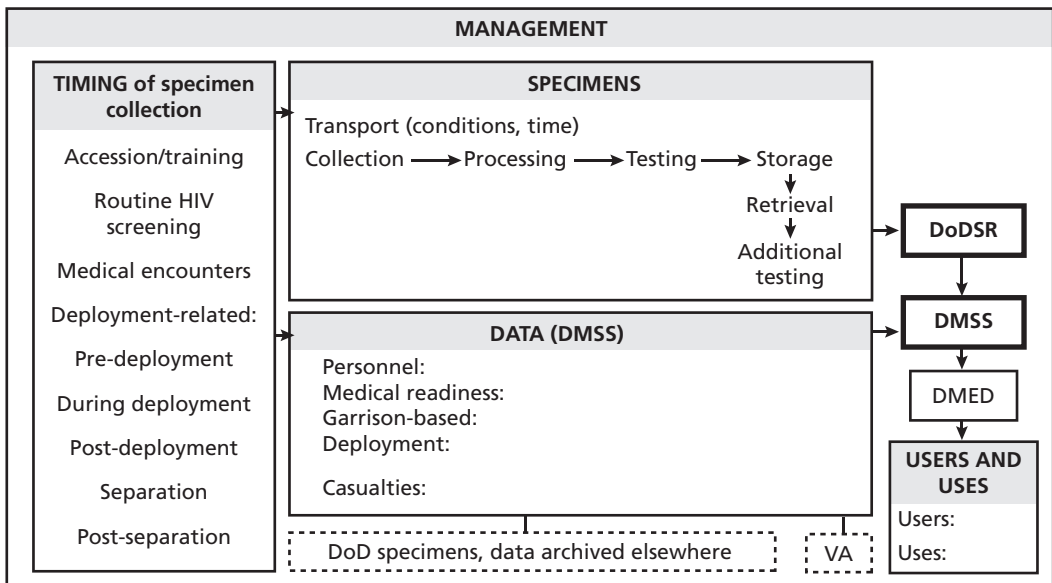 MANAGEMENT
TIMING of specimen
collection
Accession/training
Routine HIV
screening
Medical encounters
Deployment-related:
Pre-deployment
During deployment
Post-deployment
Separation
Post-separation
SPECIMENS
Transport (conditions, time)
Collection Processing Testing Storage
Retrieval
Additional
testing
DATA (DMSS)
Personnel:
Medical readiness:
Garrison-based:
Deployment:
Casualties:
DoD specimens, data archived elsewhere
VA
DoDSR
DMSS
DMED
USERS AND
USES
Users:
Uses: